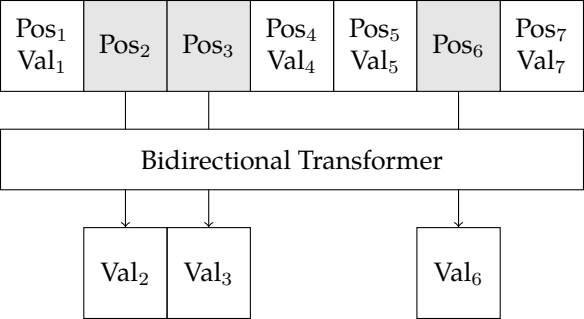 Pos₁ Pos₂ Pos₃ Pos₄ Pos₅ Pos₆ Pos₇
Val₁ Val₄ Val₅ Val₇
Bidirectional Transformer
Val₂ Val₃ Val₆